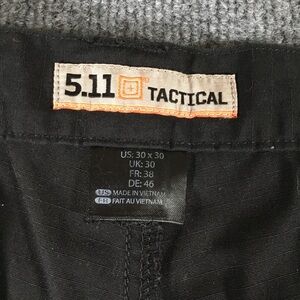 5.11 TACTICAL
US: 30 x 30
UK: 30
FR: 38
DE: 46
US MADE IN VIETNAM
FR FAIT AU VIETNAM